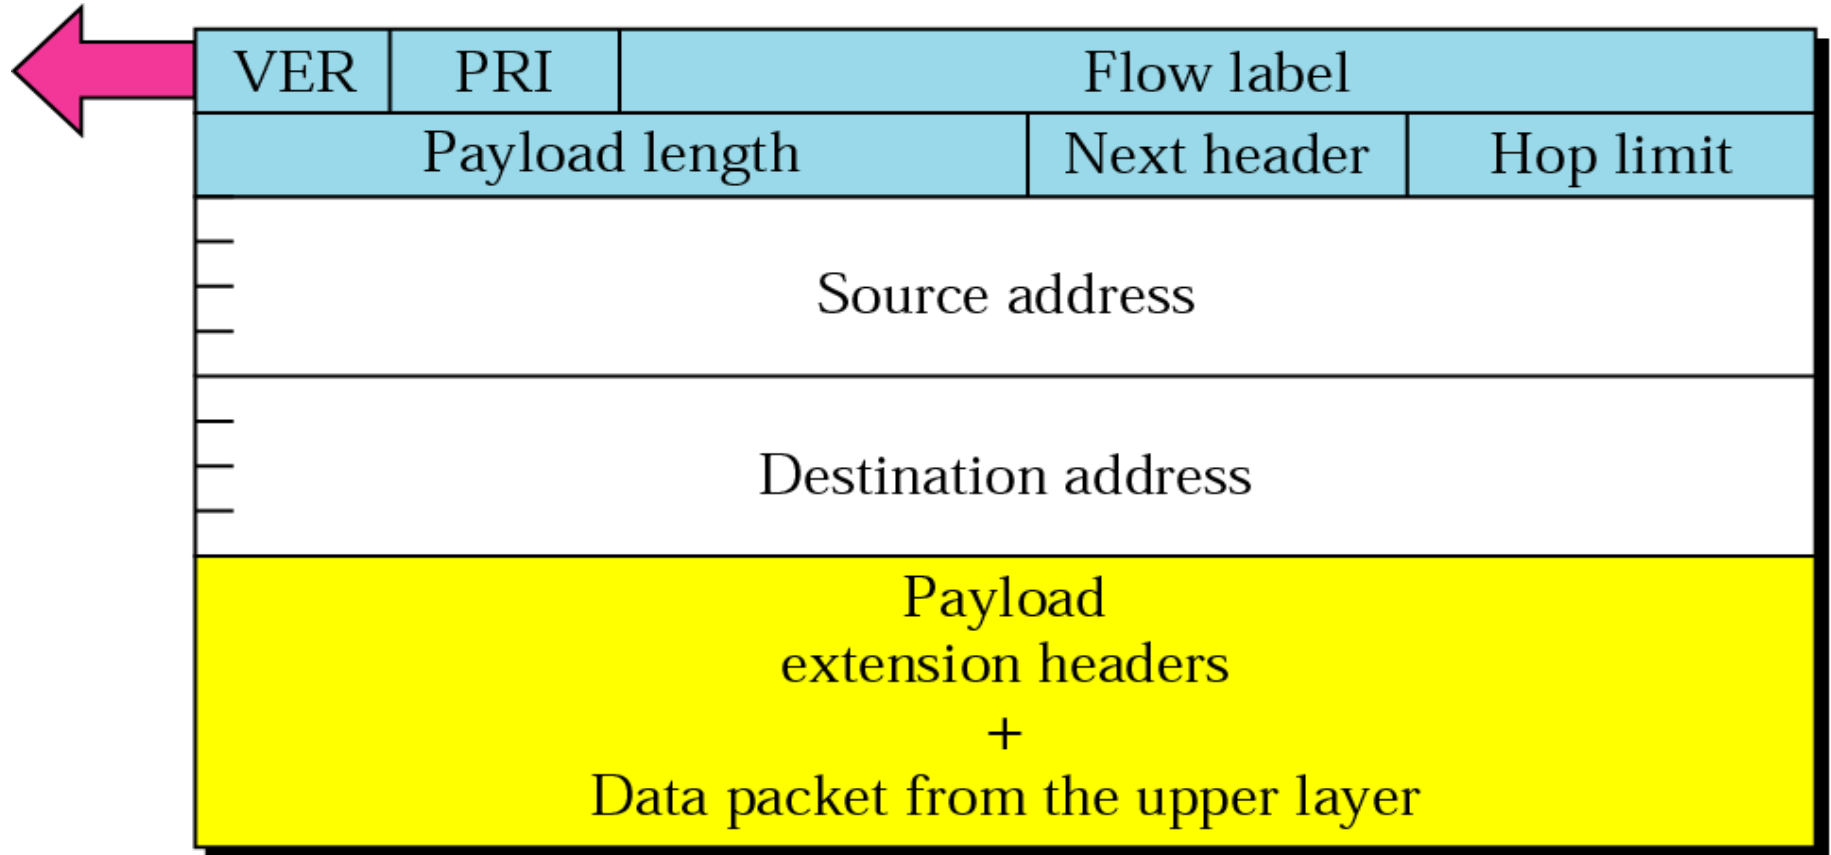 VER PRI Flow label
Payload length Next header Hop limit
Source address
Destination address
Payload
extension headers
+
Data packet from the upper layer